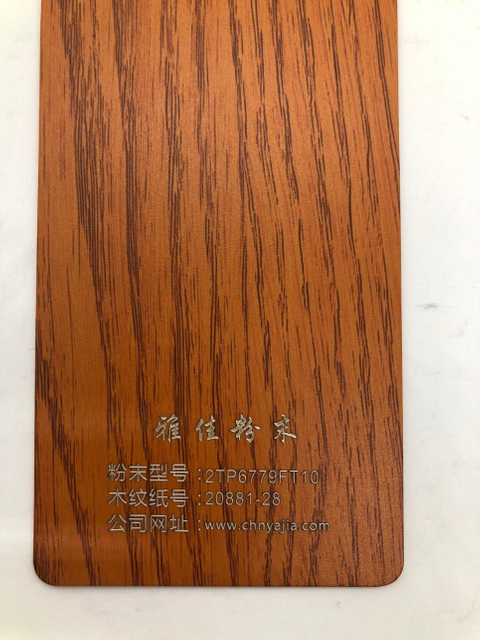 雅佳粉末
粉末型号:2TP6779FT10
木纹纸号:20881-28
公司网址:www.chnyajia.com